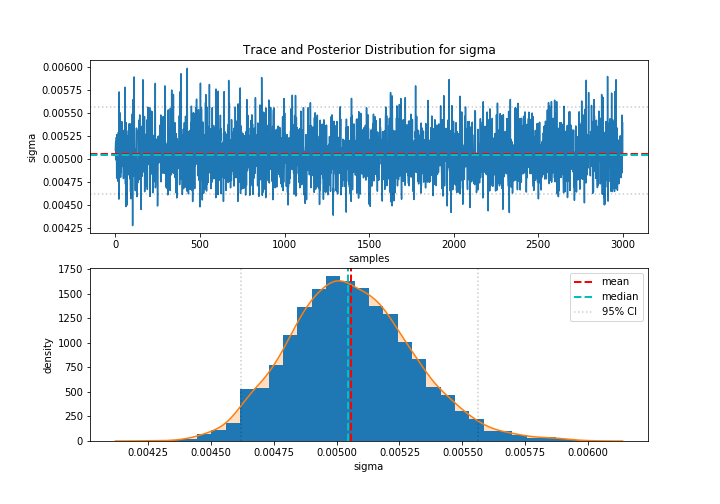 Trace and Posterior Distribution for sigma
0.00600
0.00575
0.00550
0.00525
0.00500
0.00475
0.00450
0.00425
sigma
0 500 1000 1500 2000 2500 3000
samples
1750
1500
1250
1000
750
500
250
0
density
mean
median
95% CI
0.00425 0.00450 0.00475 0.00500 0.00525 0.00550 0.00575 0.00600
sigma